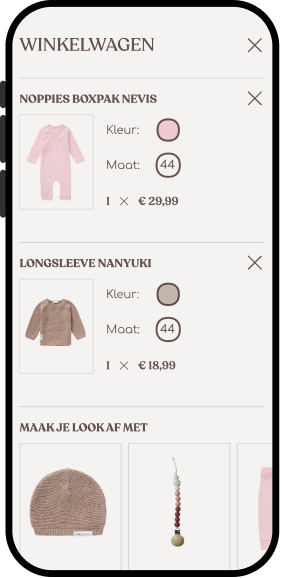 WINKELWAGEN
NOPPIES BOXPAK NEVIS
Kleur:
Maat: 44
1 × € 29,99
LONGSLEEVE NANYUKI
Kleur:
Maat: 44
1 × € 18,99
MAAK JE LOOK AF MET